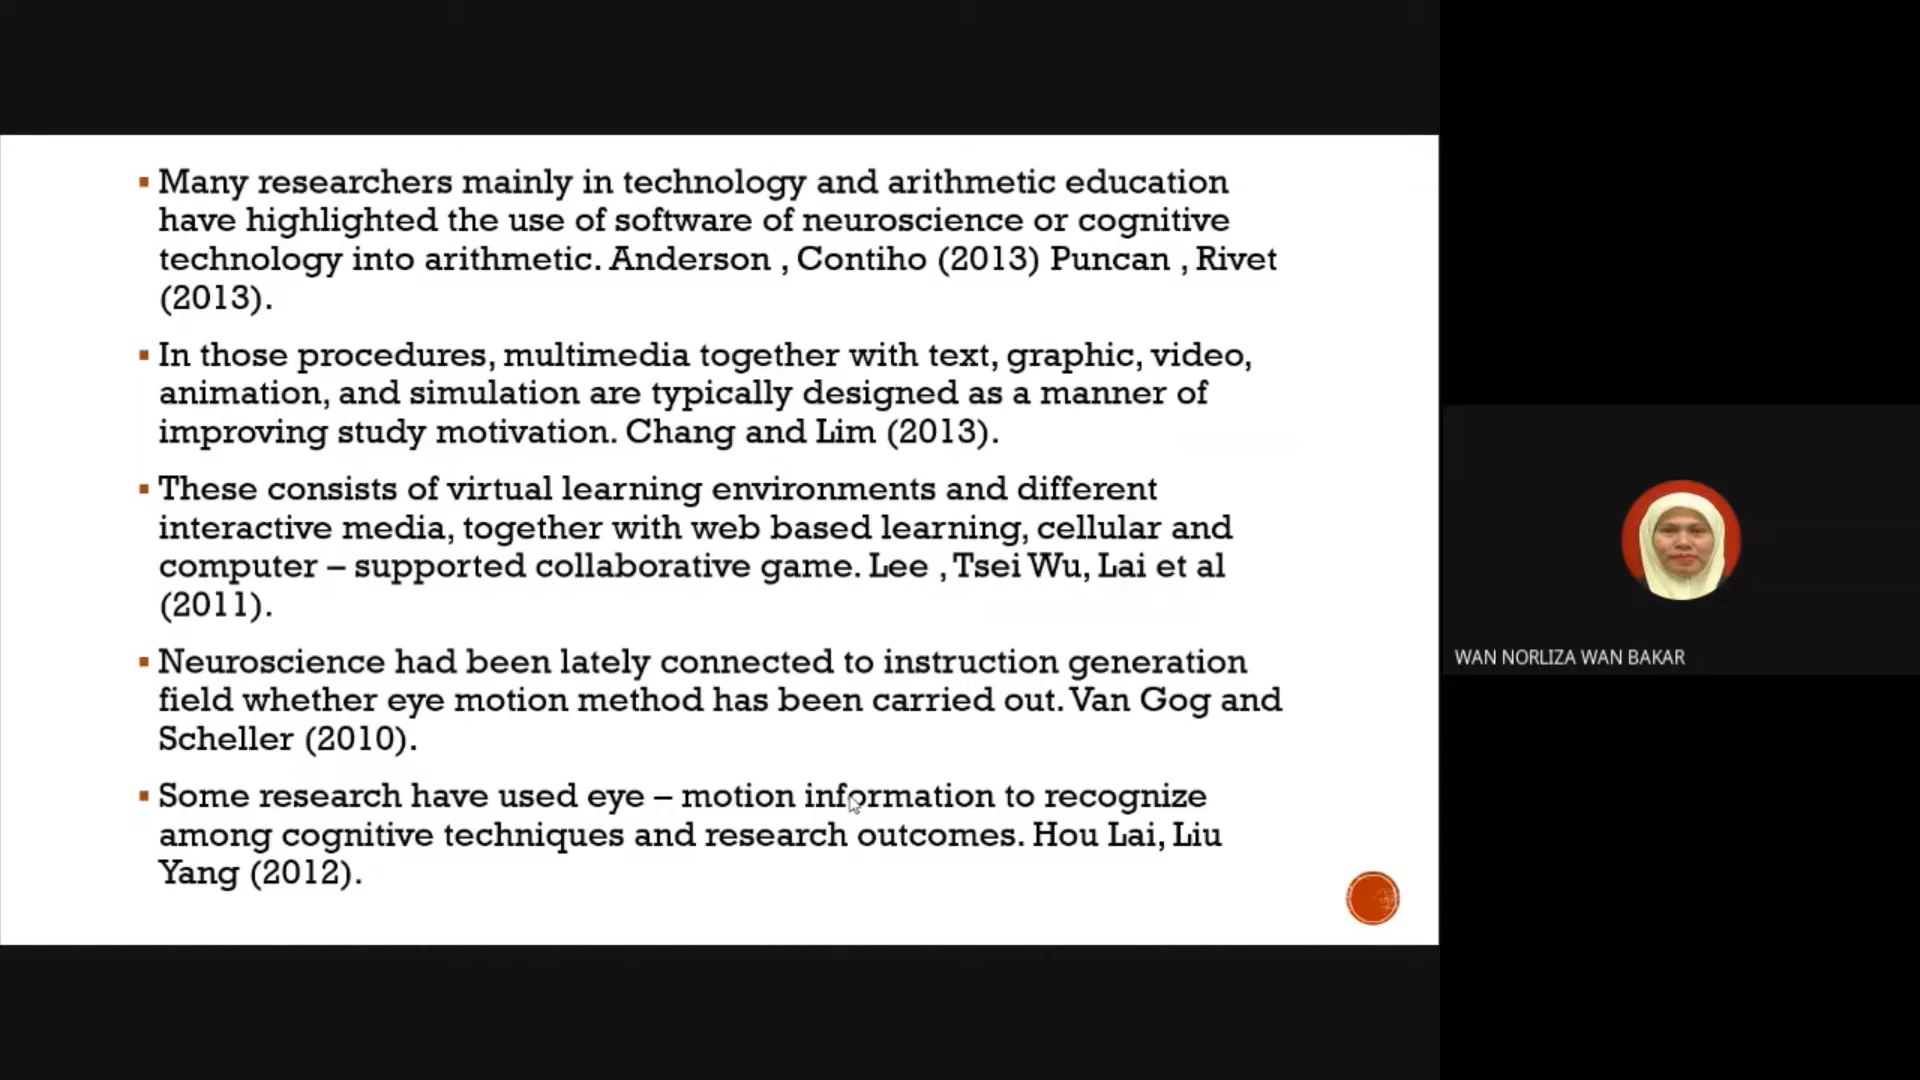 Many researchers mainly in technology and arithmetic education
have highlighted the use of software of neuroscience or cognitive
technology into arithmetic. Anderson , Contiho (2013) Puncan , Rivet
(2013).
In those procedures, multimedia together with text, graphic, video,
animation, and simulation are typically designed as a manner of
improving study motivation. Chang and Lim (2013).
These consists of virtual learning environments and different
interactive media, together with web based learning, cellular and
computer – supported collaborative game. Lee , Tsei Wu, Lai et al
(2011).
Neuroscience had been lately connected to instruction generation
field whether eye motion method has been carried out. Van Gog and
Scheller (2010).
Some research have used eye – motion information to recognize
among cognitive techniques and research outcomes. Hou Lai, Liu
Yang (2012).
WAN NORLIZA WAN BAKAR